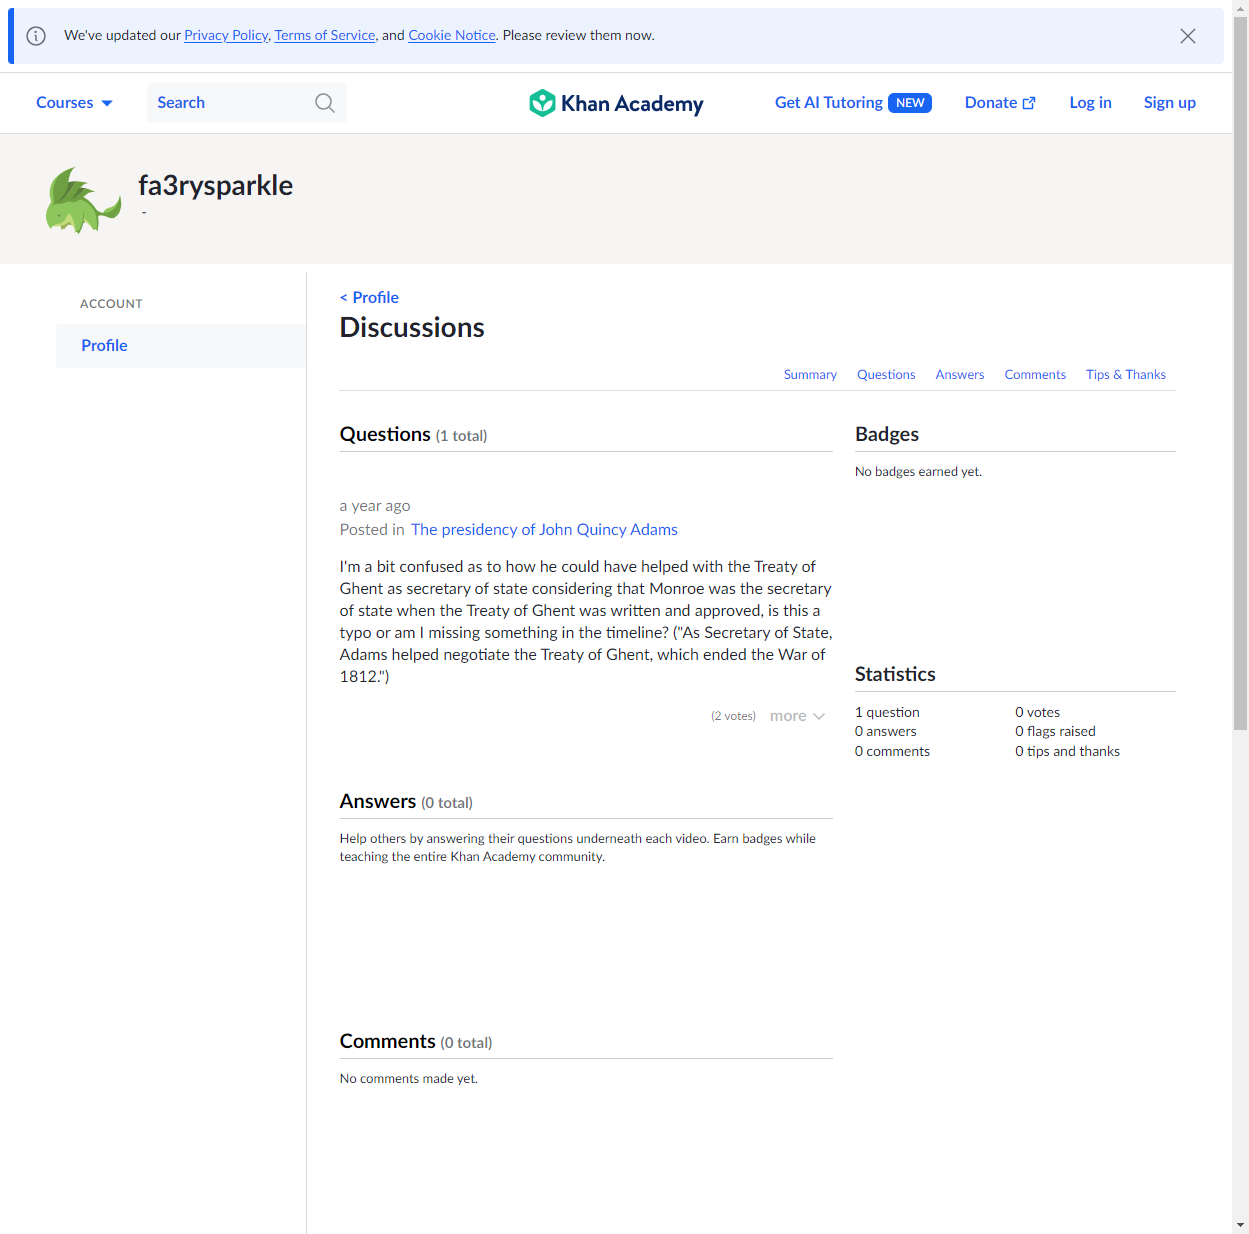 We've updated our Privacy Policy, Terms of Service, and Cookie Notice. Please review them now.
Courses
Search
Khan Academy
Get AI Tutoring NEW
Donate
Log in
Sign up
fa3rysparkle
-
ACCOUNT
Profile
< Profile
Discussions
Summary
Questions
Answers
Comments
Tips & Thanks
Questions (1 total)
a year ago
Posted in The presidency of John Quincy Adams
I'm a bit confused as to how he could have helped with the Treaty of
Ghent as secretary of state considering that Monroe was the secretary
of state when the Treaty of Ghent was written and approved, is this a
typo or am I missing something in the timeline? ("As Secretary of State,
Adams helped negotiate the Treaty of Ghent, which ended the War of
1812.")
(2 votes)
more
Answers (0 total)
Help others by answering their questions underneath each video. Earn badges while
teaching the entire Khan Academy community.
Comments (0 total)
No comments made yet.
Badges
No badges earned yet.
Statistics
1 question
0 votes
0 answers
0 flags raised
0 comments
0 tips and thanks